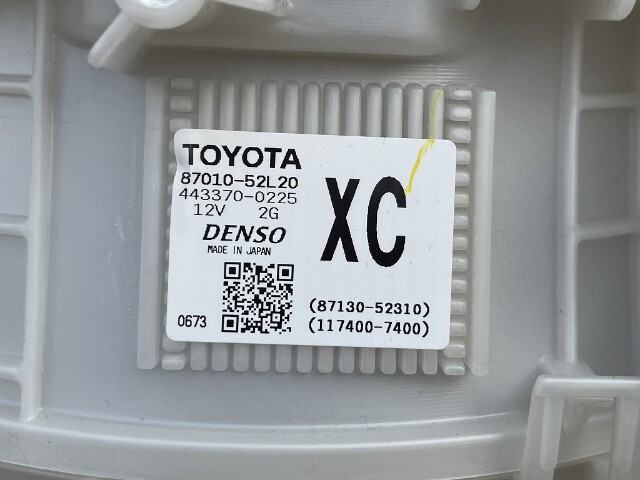 TOYOTA
87010-52L20
443370-0225
12V 2G
DENSO
MADE IN JAPAN
XC
0673
(87130-52310)
(117400-7400)